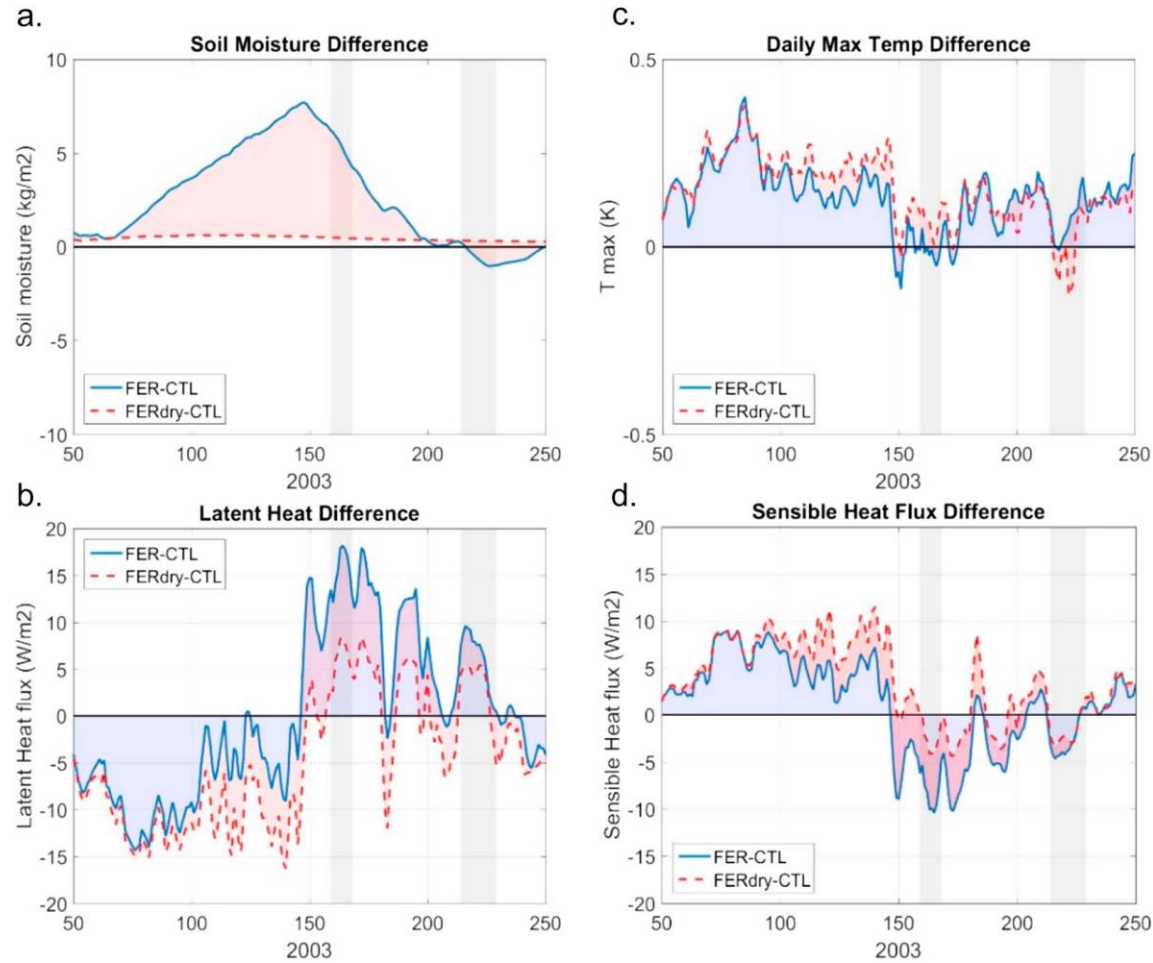 a.
Soil Moisture Difference
Soil moisture (kg/m2)
10
5
0
-5
-10
FER-CTL
FERdry-CTL
50 100 150 200 250
2003
c.
Daily Max Temp Difference
T max (K)
0.5
0
-0.5
FER-CTL
FERdry-CTL
50 100 150 200 250
2003
b.
Latent Heat Difference
Latent Heat flux (W/m2)
20
15
10
5
0
-5
-10
-15
-20
FER-CTL
FERdry-CTL
50 100 150 200 250
2003
d.
Sensible Heat Flux Difference
Sensible Heat flux (W/m2)
20
15
10
5
0
-5
-10
-15
-20
FER-CTL
FERdry-CTL
50 100 150 200 250
2003